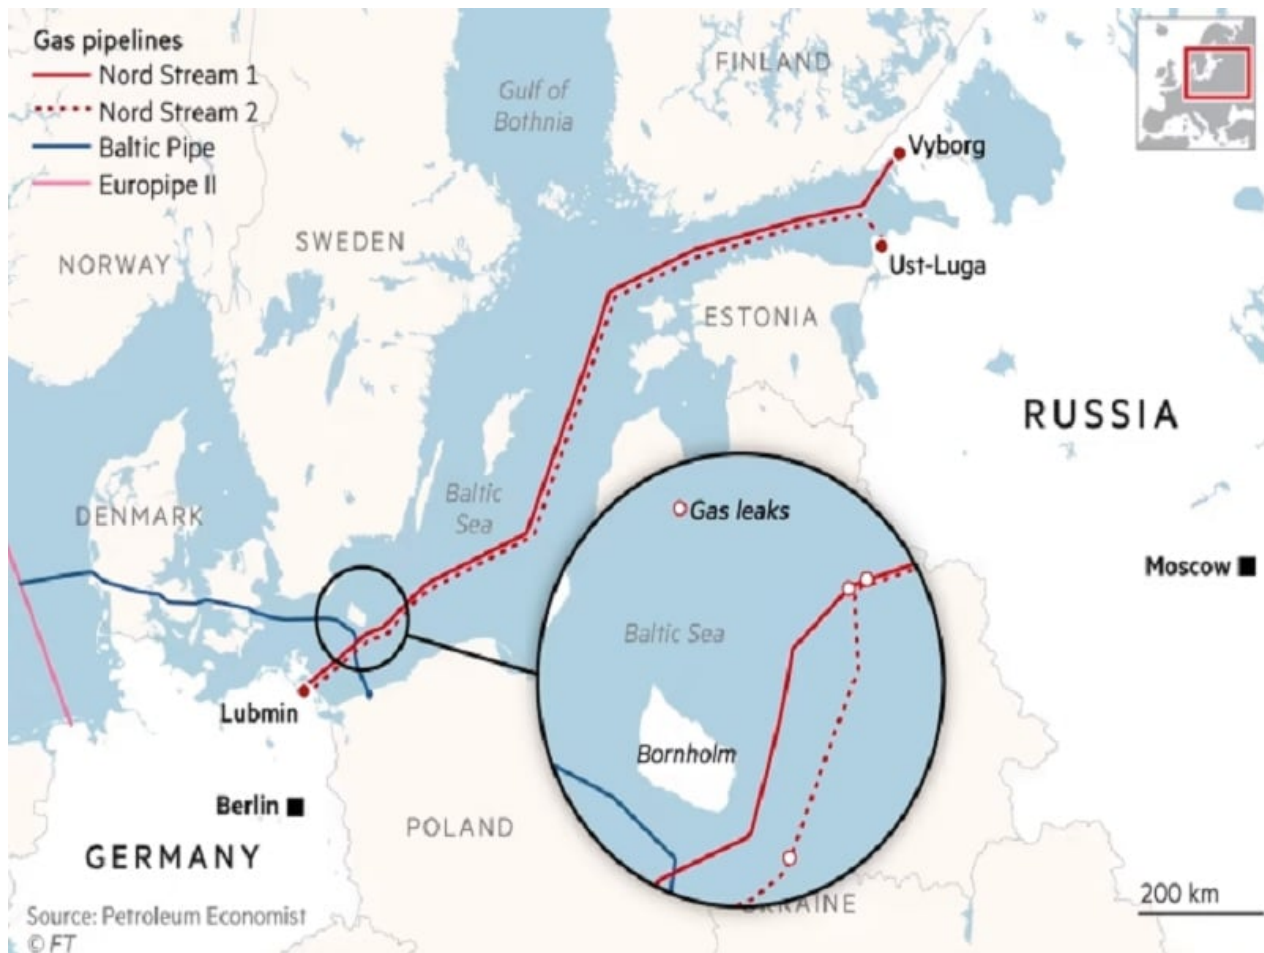 Gas pipelines
Nord Stream 1
Nord Stream 2
Baltic Pipe
Europipe II
FINLAND
Gulf of
Bothnia
Vyborg
SWEDEN
NORWAY
Ust-Luga
ESTONIA
RUSSIA
Baltic
Sea
DENMARK
Gas leaks
Moscow
Baltic Sea
Lubmin
Bornholm
Berlin
POLAND
GERMANY
200 km
UKRAINE
Source: Petroleum Economist
© FT